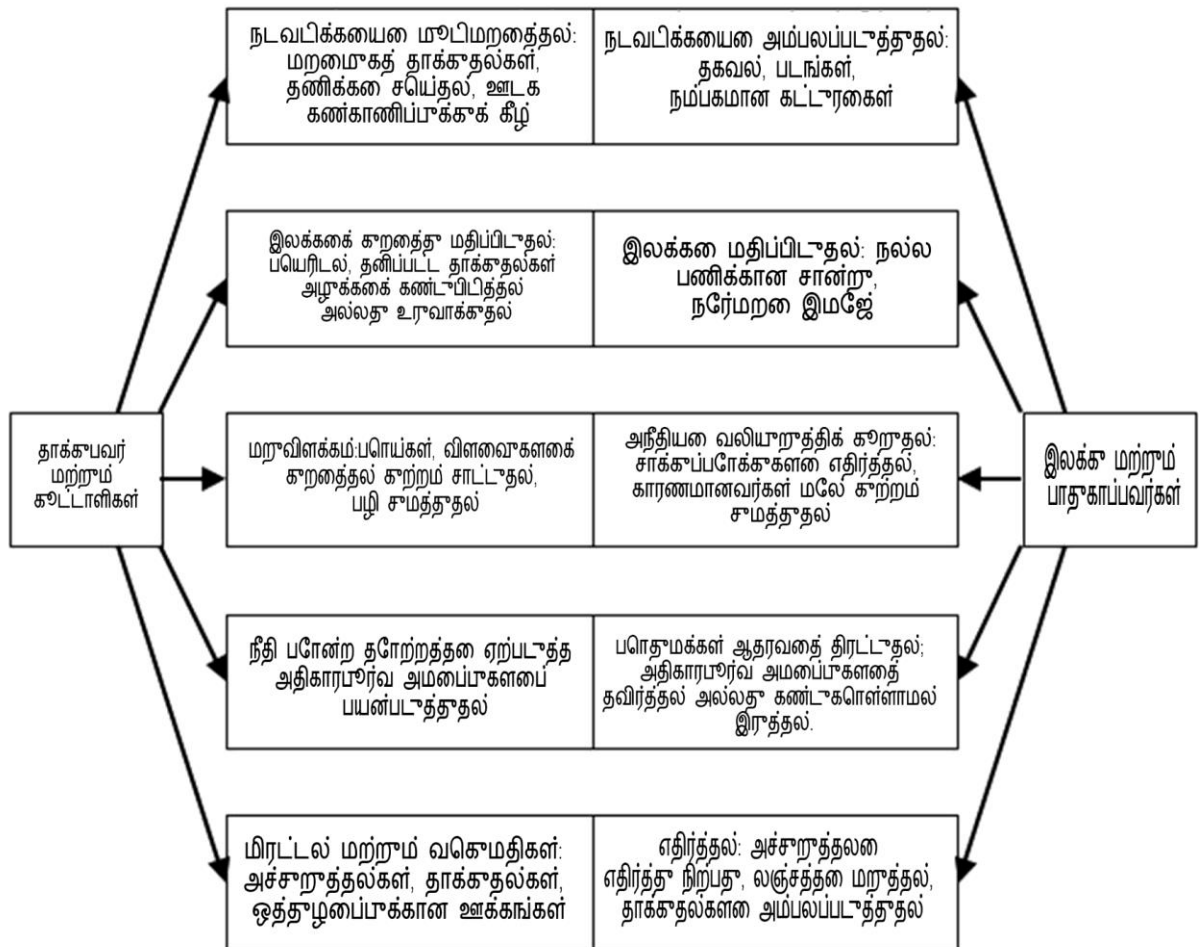 நடவடிக்கையை மூடிமறைத்தல்:
மறைமுகத் தாக்குதல்கள்,
தணிக்கை செய்தல், ஊடக
கண்காணிப்புக்குக் கீழ்
நடவடிக்கையை அம்பலப்படுத்துதல்:
தகவல், படங்கள்,
நம்பகமான கட்டுரைகள்
இலக்கைக் குறைத்து மதிப்பிடுதல்:
பெயரிடல், தனிப்பட்ட தாக்குதல்கள்
அழுக்கைக் கண்டுபிடித்தல்
அல்லது உருவாக்குதல்
இலக்கை மதிப்பிடுதல்: நல்ல
பணிக்கான சான்று,
நேர்மறை இமேஜ்
தாக்குபவர்
மற்றும்
கூட்டாளிகள்
மறுவிளக்கம்:பொய்கள், விளைவுகளைக்
குறைத்தல் குற்றம் சாட்டுதல்,
பழி சுமத்துதல்
அநீதியை வலியுறுத்திக் கூறுதல்:
சாக்குப்போக்குகளை எதிர்த்தல்,
காரணமானவர்கள் மேல் குற்றம்
சுமத்துதல்
இலக்கு மற்றும்
பாதுகாப்பவர்கள்
நீதி போன்ற தோற்றத்தை ஏற்படுத்த
அதிகாரபூர்வ அமைப்புகளைப்
பயன்படுத்துதல்
பொதுமக்கள் ஆதரவைத் திரட்டுதல்;
அதிகாரபூர்வ அமைப்புகளைத்
தவிர்த்தல் அல்லது கண்டுகொள்ளாமல்
இருத்தல்.
மிரட்டல் மற்றும் வெகுமதிகள்:
அச்சுறுத்தல்கள், தாக்குதல்கள்,
ஒத்துழைப்புக்கான ஊக்கங்கள்
எதிர்த்தல்: அச்சுறுத்தலை
எதிர்த்து நிற்பது, லஞ்சத்தை மறுத்தல்,
தாக்குதல்களை அம்பலப்படுத்துதல்